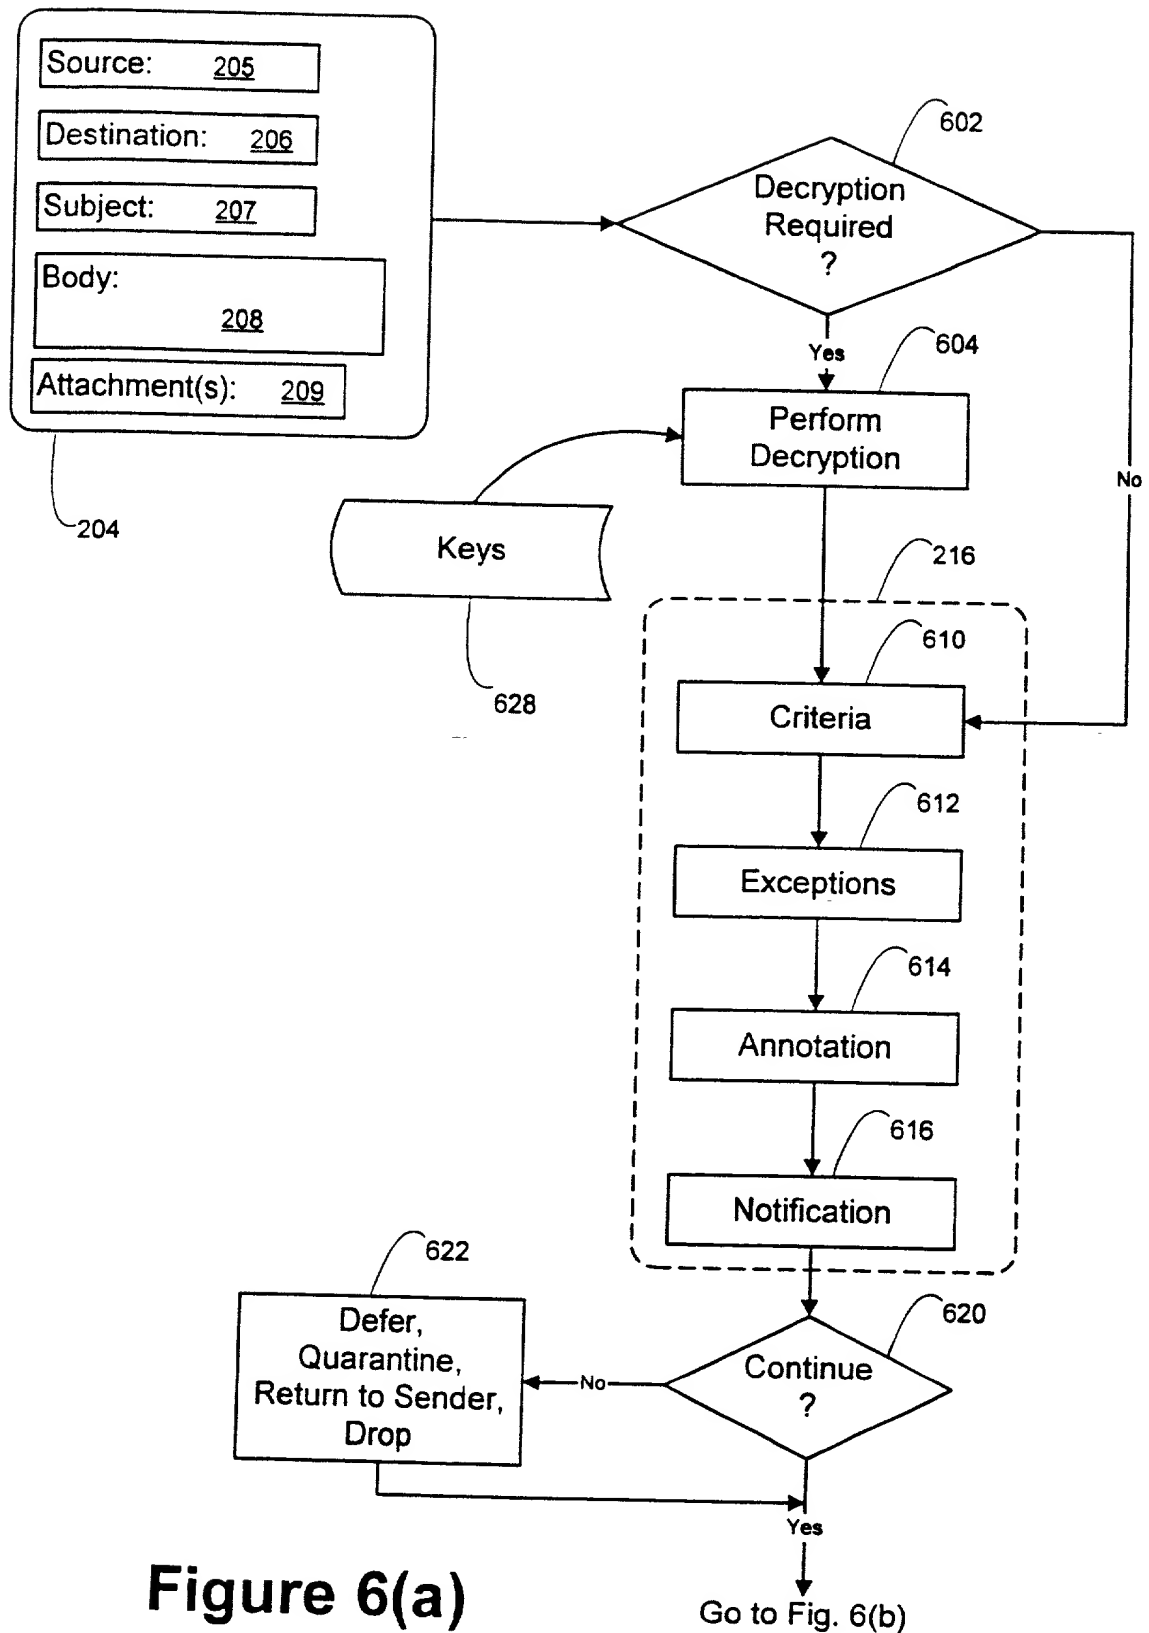 Source: 205
Destination: 206
Subject: 207
Body:
208
Attachment(s): 209
204
602
Decryption
Required
?
Yes
604
Perform
Decryption
No
Keys
628
216
610
Criteria
612
Exceptions
614
Annotation
616
Notification
622
Defer,
Quarantine,
Return to Sender,
Drop
No
620
Continue
?
Yes
Go to Fig. 6(b)
Figure 6(a)